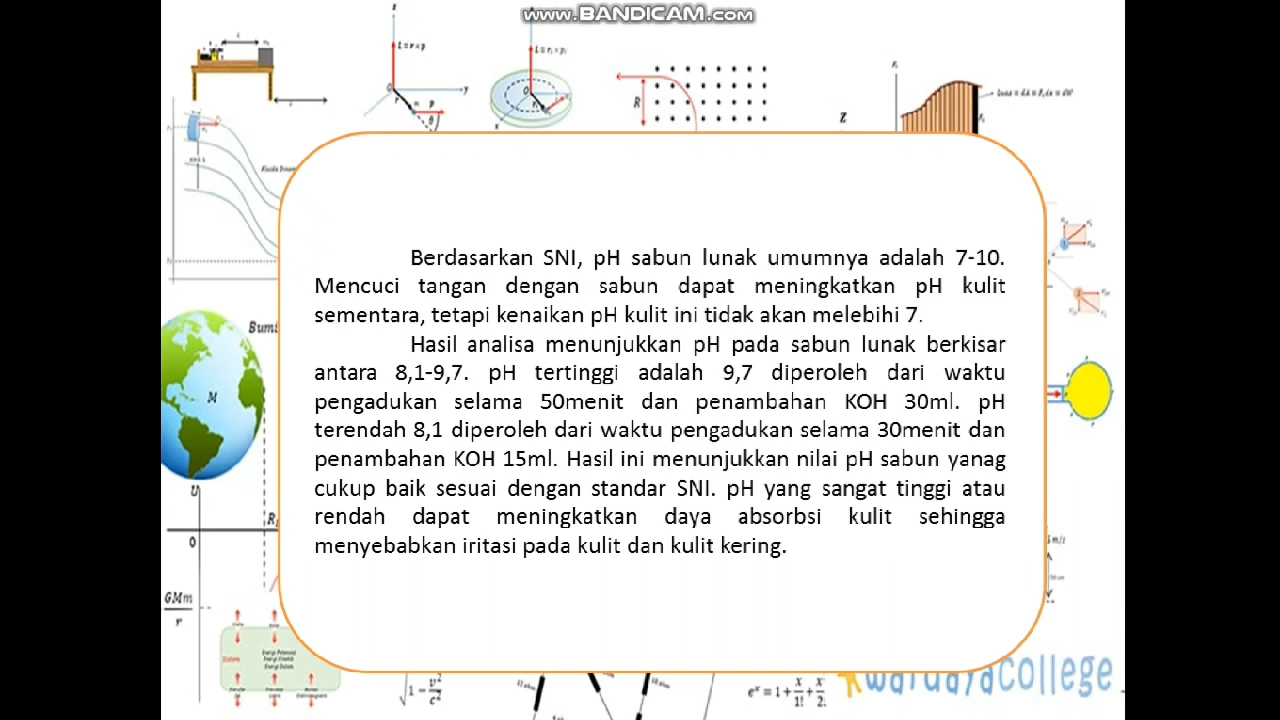 www.BANDICAM.com
L = r × p
Bumi
M
R
Z
U
0
GMm
r
Berdasarkan SNI, pH sabun lunak umumnya adalah 7-10.
Mencuci tangan dengan sabun dapat meningkatkan pH kulit
sementara, tetapi kenaikan pH kulit ini tidak akan melebihi 7.
Hasil analisa menunjukkan pH pada sabun lunak berkisar
antara 8,1-9,7. pH tertinggi adalah 9,7 diperoleh dari waktu
pengadukan selama 50menit dan penambahan KOH 30ml. pH
terendah 8,1 diperoleh dari waktu pengadukan selama 30menit dan
penambahan KOH 15ml. Hasil ini menunjukkan nilai pH sabun yanag
cukup baik sesuai dengan standar SNI. pH yang sangat tinggi atau
rendah dapat meningkatkan daya absorbsi kulit sehingga
menyebabkan iritasi pada kulit dan kulit kering.
Sistem
College